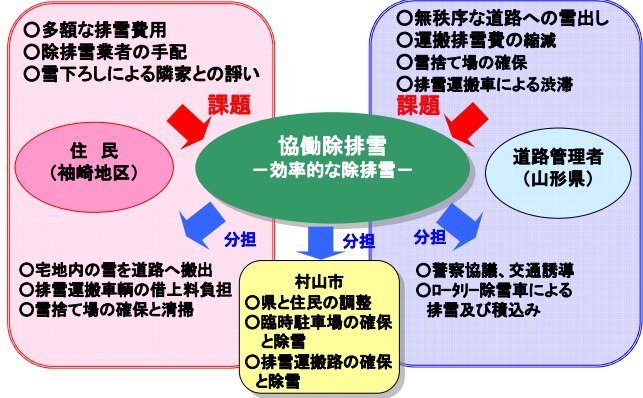 ○多額な排雪費用
○除排雪業者の手配
○雪下ろしによる隣家との諍い
課題
住　民
（袖崎地区）
○無秩序な道路への雪出し
○運搬排雪費の縮減
○雪捨て場の確保
○排雪運搬車による渋滞
課題
道路管理者
（山形県）
協働除排雪
－効率的な除排雪－
分担
○宅地内の雪を道路へ搬出
○排雪運搬車輌の借上料負担
○雪捨て場の確保と清掃
分担
村山市
○県と住民の調整
○臨時駐車場の確保
と除雪
○排雪運搬路の確保
と除雪
分担
○警察協議、交通誘導
○ロータリー除雪車による
排雪及び積込み